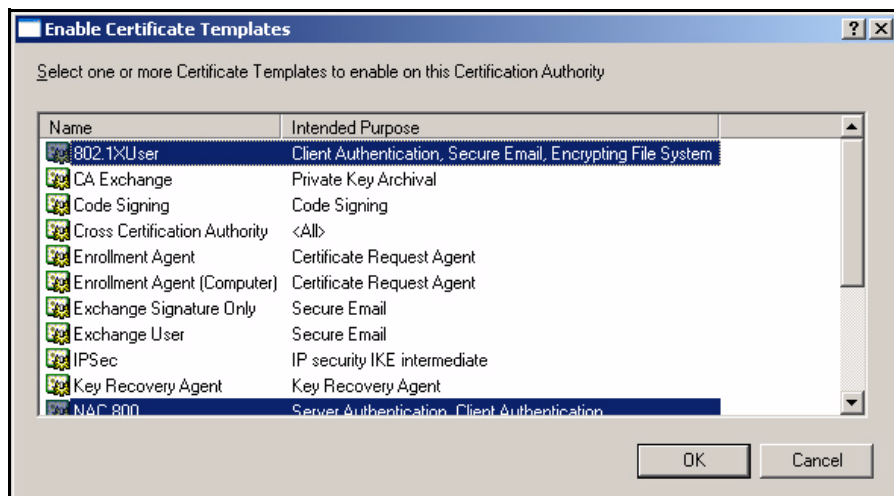 Enable Certificate Templates
Select one or more Certificate Templates to enable on this Certification Authority
Name Intended Purpose
802.1XUser Client Authentication, Secure Email, Encrypting File System
CA Exchange Private Key Archival
Code Signing Code Signing
Cross Certification Authority <All>
Enrollment Agent Certificate Request Agent
Enrollment Agent (Computer) Certificate Request Agent
Exchange Signature Only Secure Email
Exchange User Secure Email
IPSec IP security IKE intermediate
Key Recovery Agent Key Recovery Agent
NAC 800 Server Authentication, Client Authentication
OK Cancel